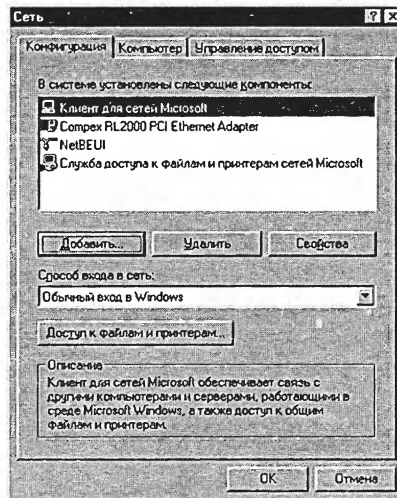 Сеть
Конфигурация Компьютер Управление доступом
В системе установлены следующие компоненты:
Клиент для сетей Microsoft
Compex RL2000 PCI Ethernet Adapter
NetBEUI
Служба доступа к файлам и принтерам сетей Microsoft
Добавить... Удалить Свойства
Способ входа в сеть:
Обычный вход в Windows
Доступ к файлам и принтерам...
Описание
Клиент для сетей Microsoft обеспечивает связь с
другими компьютерами и серверами, работающими в
среде Microsoft Windows, а также доступ к общим
файлам и принтерам.
OK Отмена